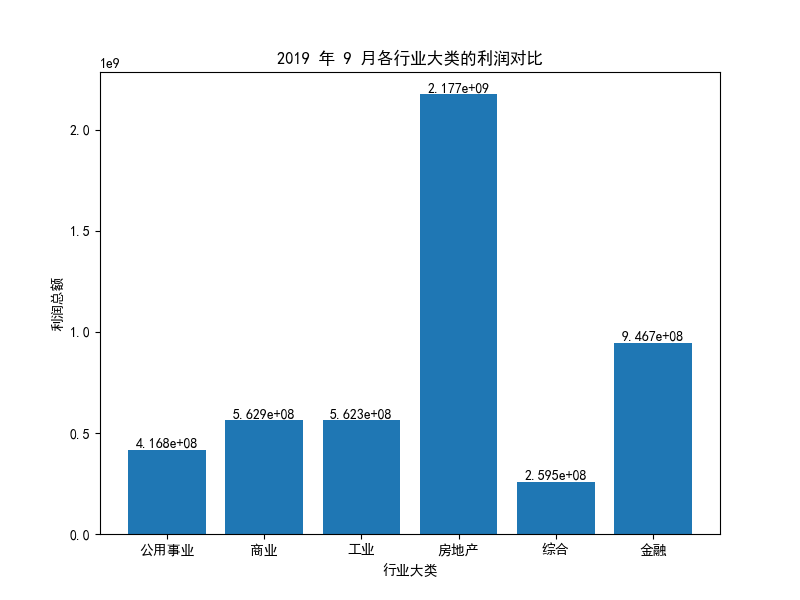 2019 年 9 月各行业大类的利润对比
1e9
2.177e+09
2.0
1.5
1.0
9.467e+08
5.629e+08
5.623e+08
0.5
4.168e+08
2.595e+08
0.0
利润总额
公用事业 商业 工业 房地产 综合 金融
行业大类